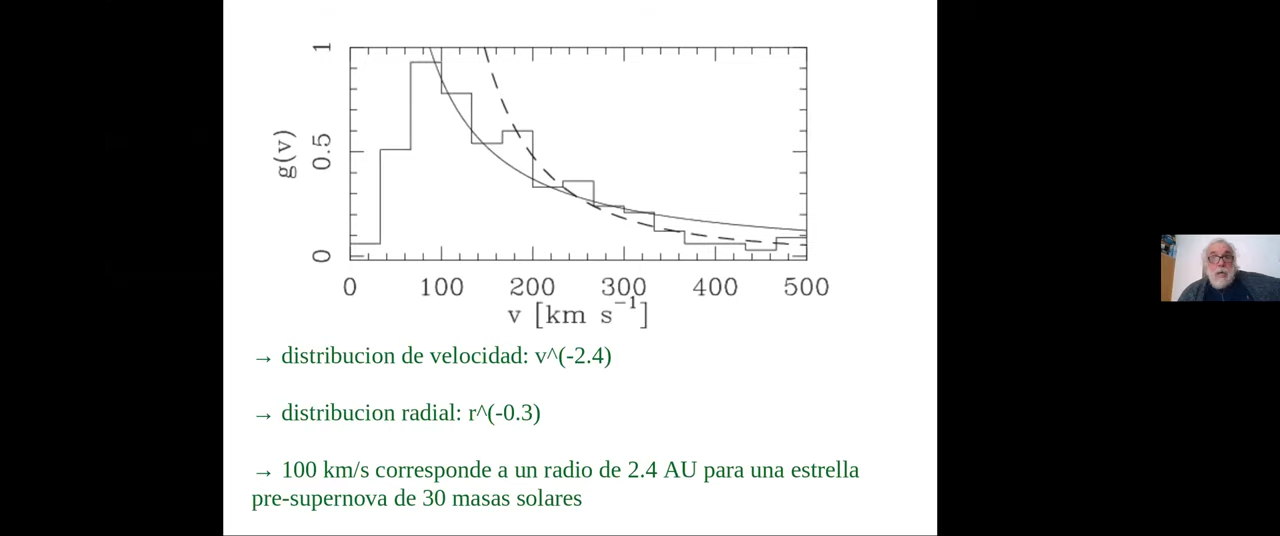 1
0.5
0
g(v)
0 100 200 300 400 500
v [km s⁻¹]
→ distribucion de velocidad: v^(-2.4)
→ distribucion radial: r^(-0.3)
→ 100 km/s corresponde a un radio de 2.4 AU para una estrella
pre-supernova de 30 masas solares